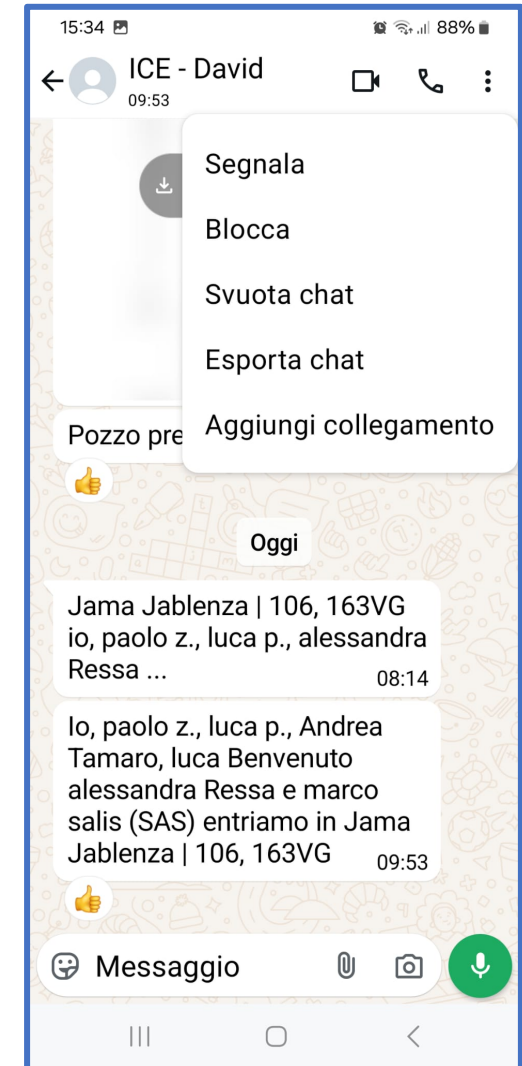 15:34
88%
ICE - David
09:53
Segnala
Blocca
Svuota chat
Esporta chat
Aggiungi collegamento
Pozzo pre
Oggi
Jama Jablenza | 106, 163VG
io, paolo z., luca p., alessandra
Ressa ...
08:14
Io, paolo z., luca p., Andrea
Tamaro, luca Benvenuto
alessandra Ressa e marco
salis (SAS) entriamo in Jama
Jablenza | 106, 163VG
09:53
Messaggio